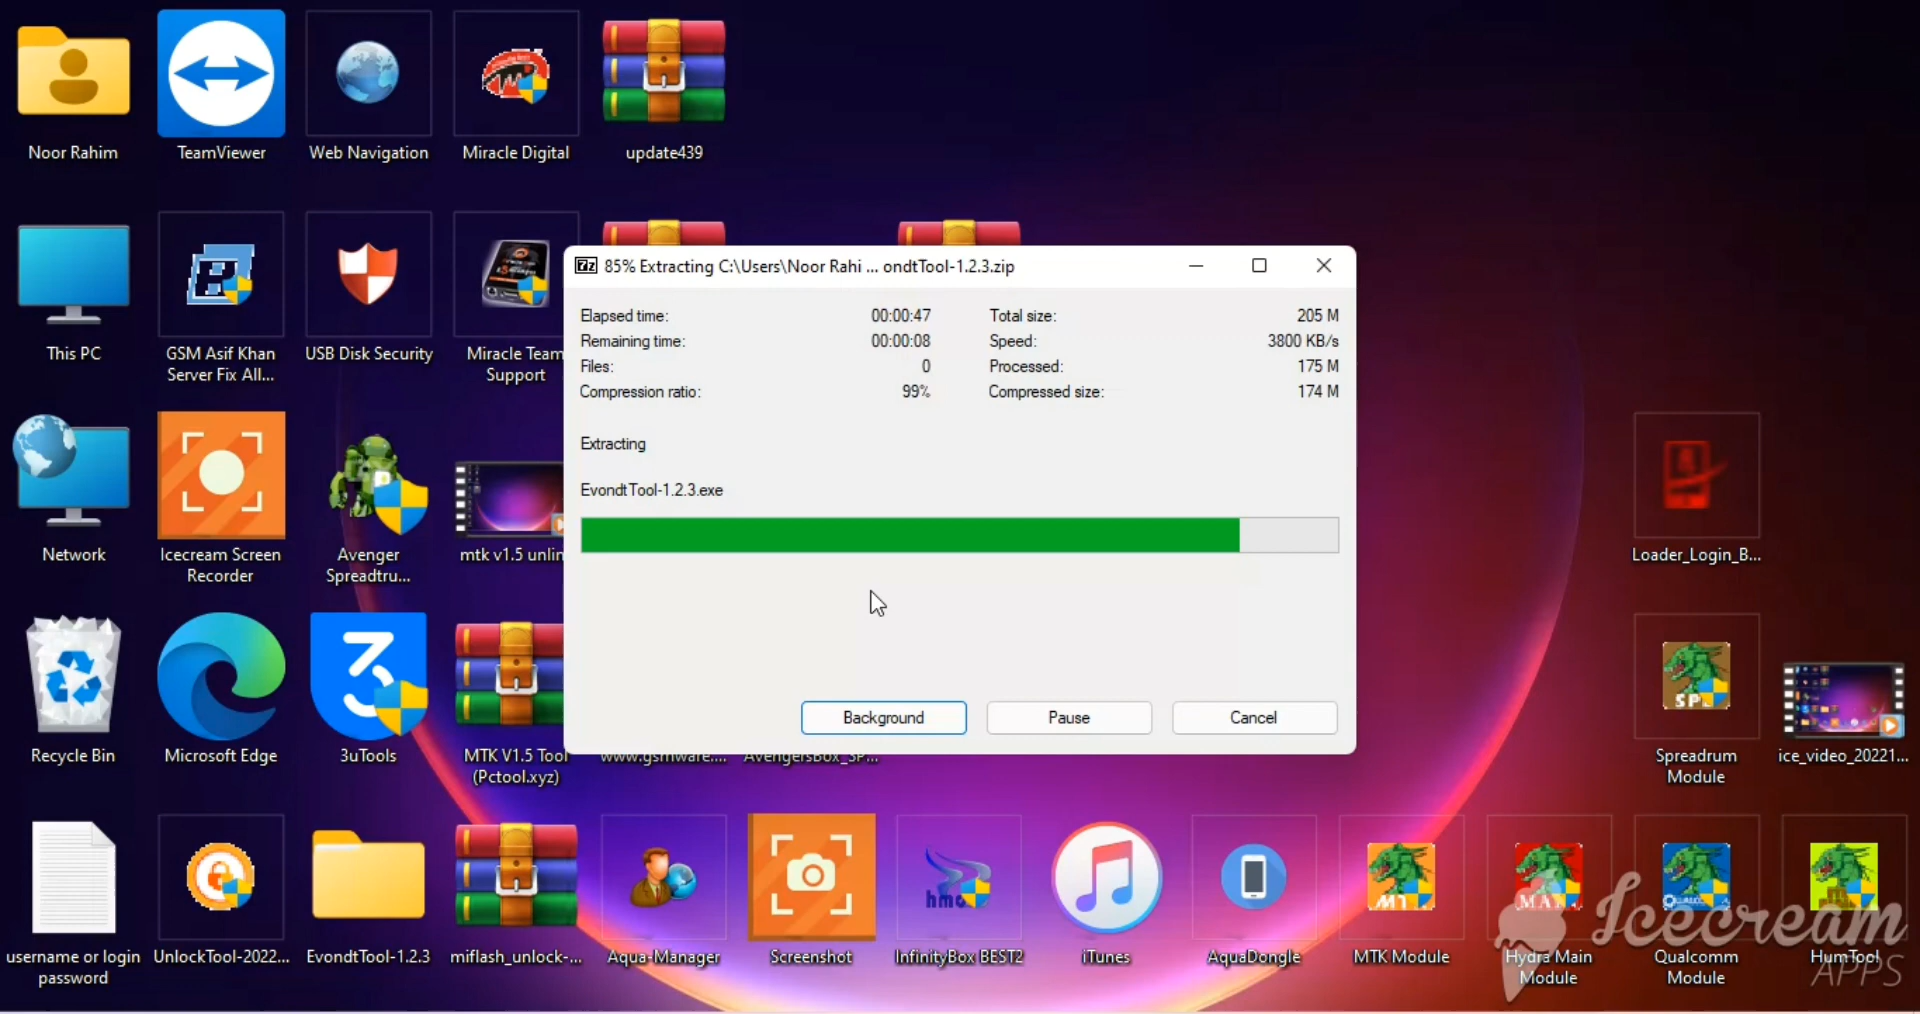 Noor Rahim
TeamViewer
Web Navigation
Miracle Digital
update439
This PC
GSM Asif Khan
Server Fix All...
USB Disk Security
Miracle Team
Support
7z 85% Extracting C:\Users\Noor Rahi ... ondtTool-1.2.3.zip
Elapsed time: 00:00:47 Total size: 205 M
Remaining time: 00:00:08 Speed: 3800 KB/s
Files: 0 Processed: 175 M
Compression ratio: 99% Compressed size: 174 M
Extracting
EvondtTool-1.2.3.exe
Background
Pause
Cancel
Network
Icecream Screen
Recorder
Avenger
Spreadtru...
mtk v1.5 unlin
Loader_Login_B...
Recycle Bin
Microsoft Edge
3uTools
MTK V1.5 Tool
(Pctool.xyz)
www.gsmware....
AvengersBox_SP...
SPD
Spreadrum
Module
ice_video_20221...
username or login
password
UnlockTool-2022...
EvondtTool-1.2.3
miflash_unlock-...
Aqua-Manager
Screenshot
InfinityBox BEST2
iTunes
AquaDongle
MTK Module
Hydra Main
Module
Qualcomm
Module
HumTool
Icecream
APPS